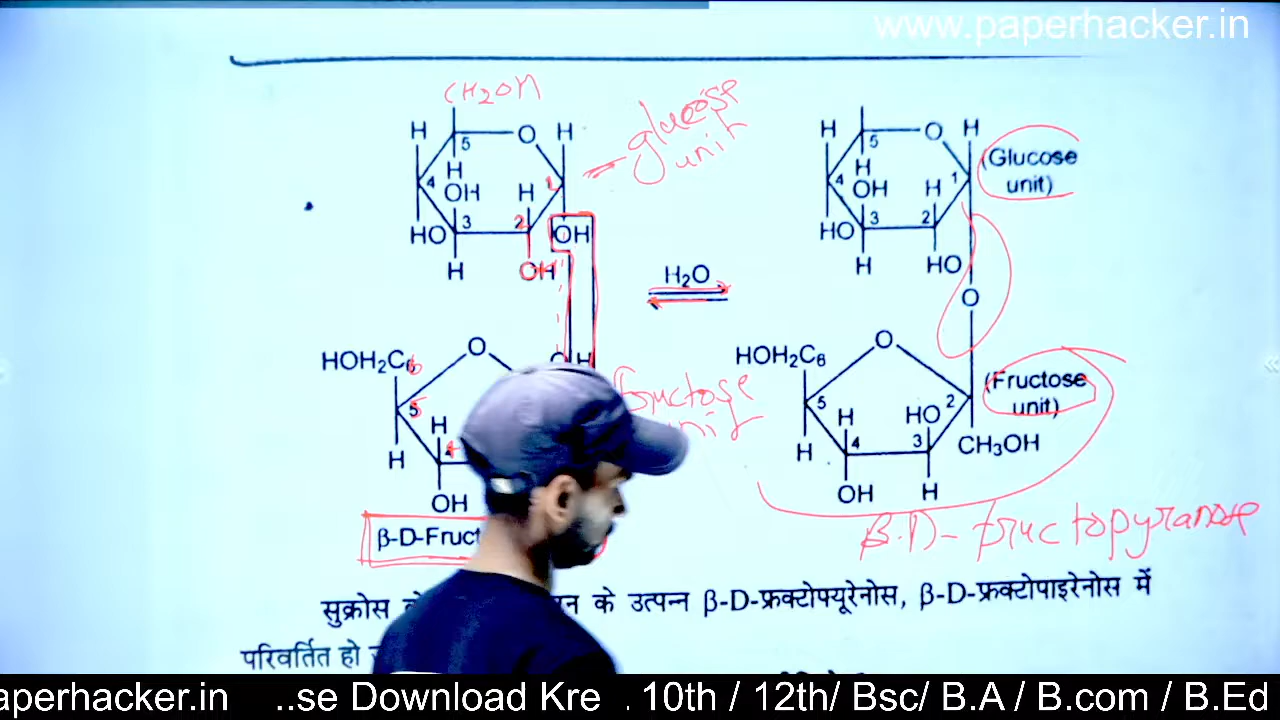 www.paperhacker.in
CH2OH
H
5
O
H
glucose
unit
H
OH
4
H
1
HO
3
2
OH
H
OH
H
5
O
H
(Glucose
unit)
H
OH
4
H
1
HO
3
2
H
HO
H2O
O
HOH2C6
O
OH
fructose
unit
5
H
4
H
OH
HOH2C6
O
(Fructose
unit)
5
H
HO
2
H
4
3
CH3OH
OH
H
β-D-Fruct
β-D-fructopyranose
सुक्रोस के
न के उत्पन्न β-D-फ्रक्टोफ्यूरेनोस, β-D-फ्रक्टोपाइरेनोस में
परिवर्तित हो
paperhacker.in ..se Download Kre . 10th / 12th/ Bsc/ B.A / B.com / B.Ed